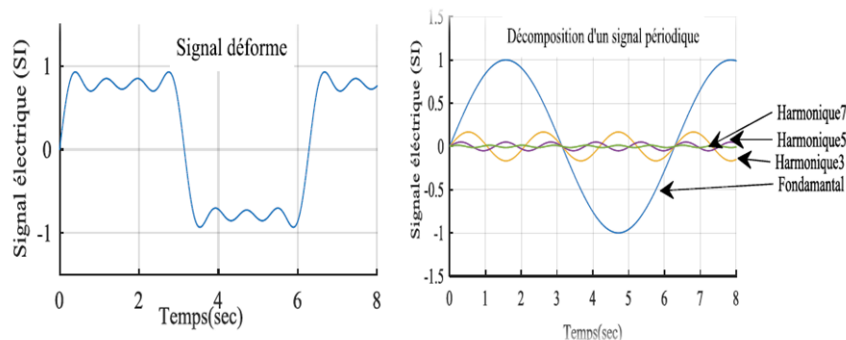 Signal déforme
Signal électrique (SI)
1
0
-1
0
2
4
6
8
Temps(sec)
Décomposition d'un signal périodique
Signale éléctrique (SI)
1.5
1
0.5
0
-0.5
-1
-1.5
0
1
2
3
4
5
6
7
8
Temps(sec)
Harmonique7
Harmonique5
Harmonique3
Fondamantal